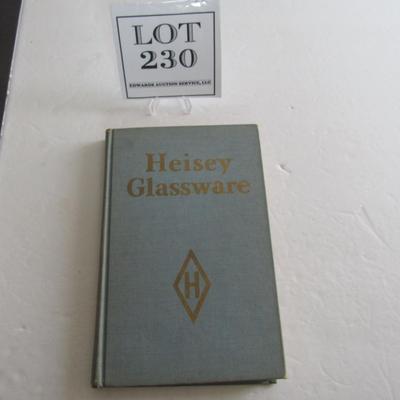 LOT
230
EDWARDS AUCTION SERVICE, LLC
Heisey
Glassware
H